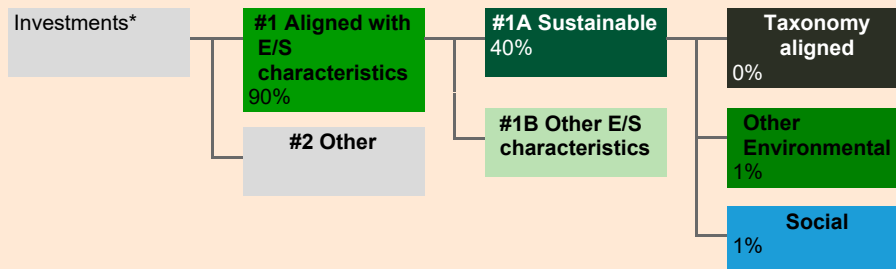 Investments*
#1 Aligned with
E/S
characteristics
90%
#2 Other
#1A Sustainable
40%
#1B Other E/S
characteristics
Taxonomy
aligned
0%
Other
Environmental
1%
Social
1%